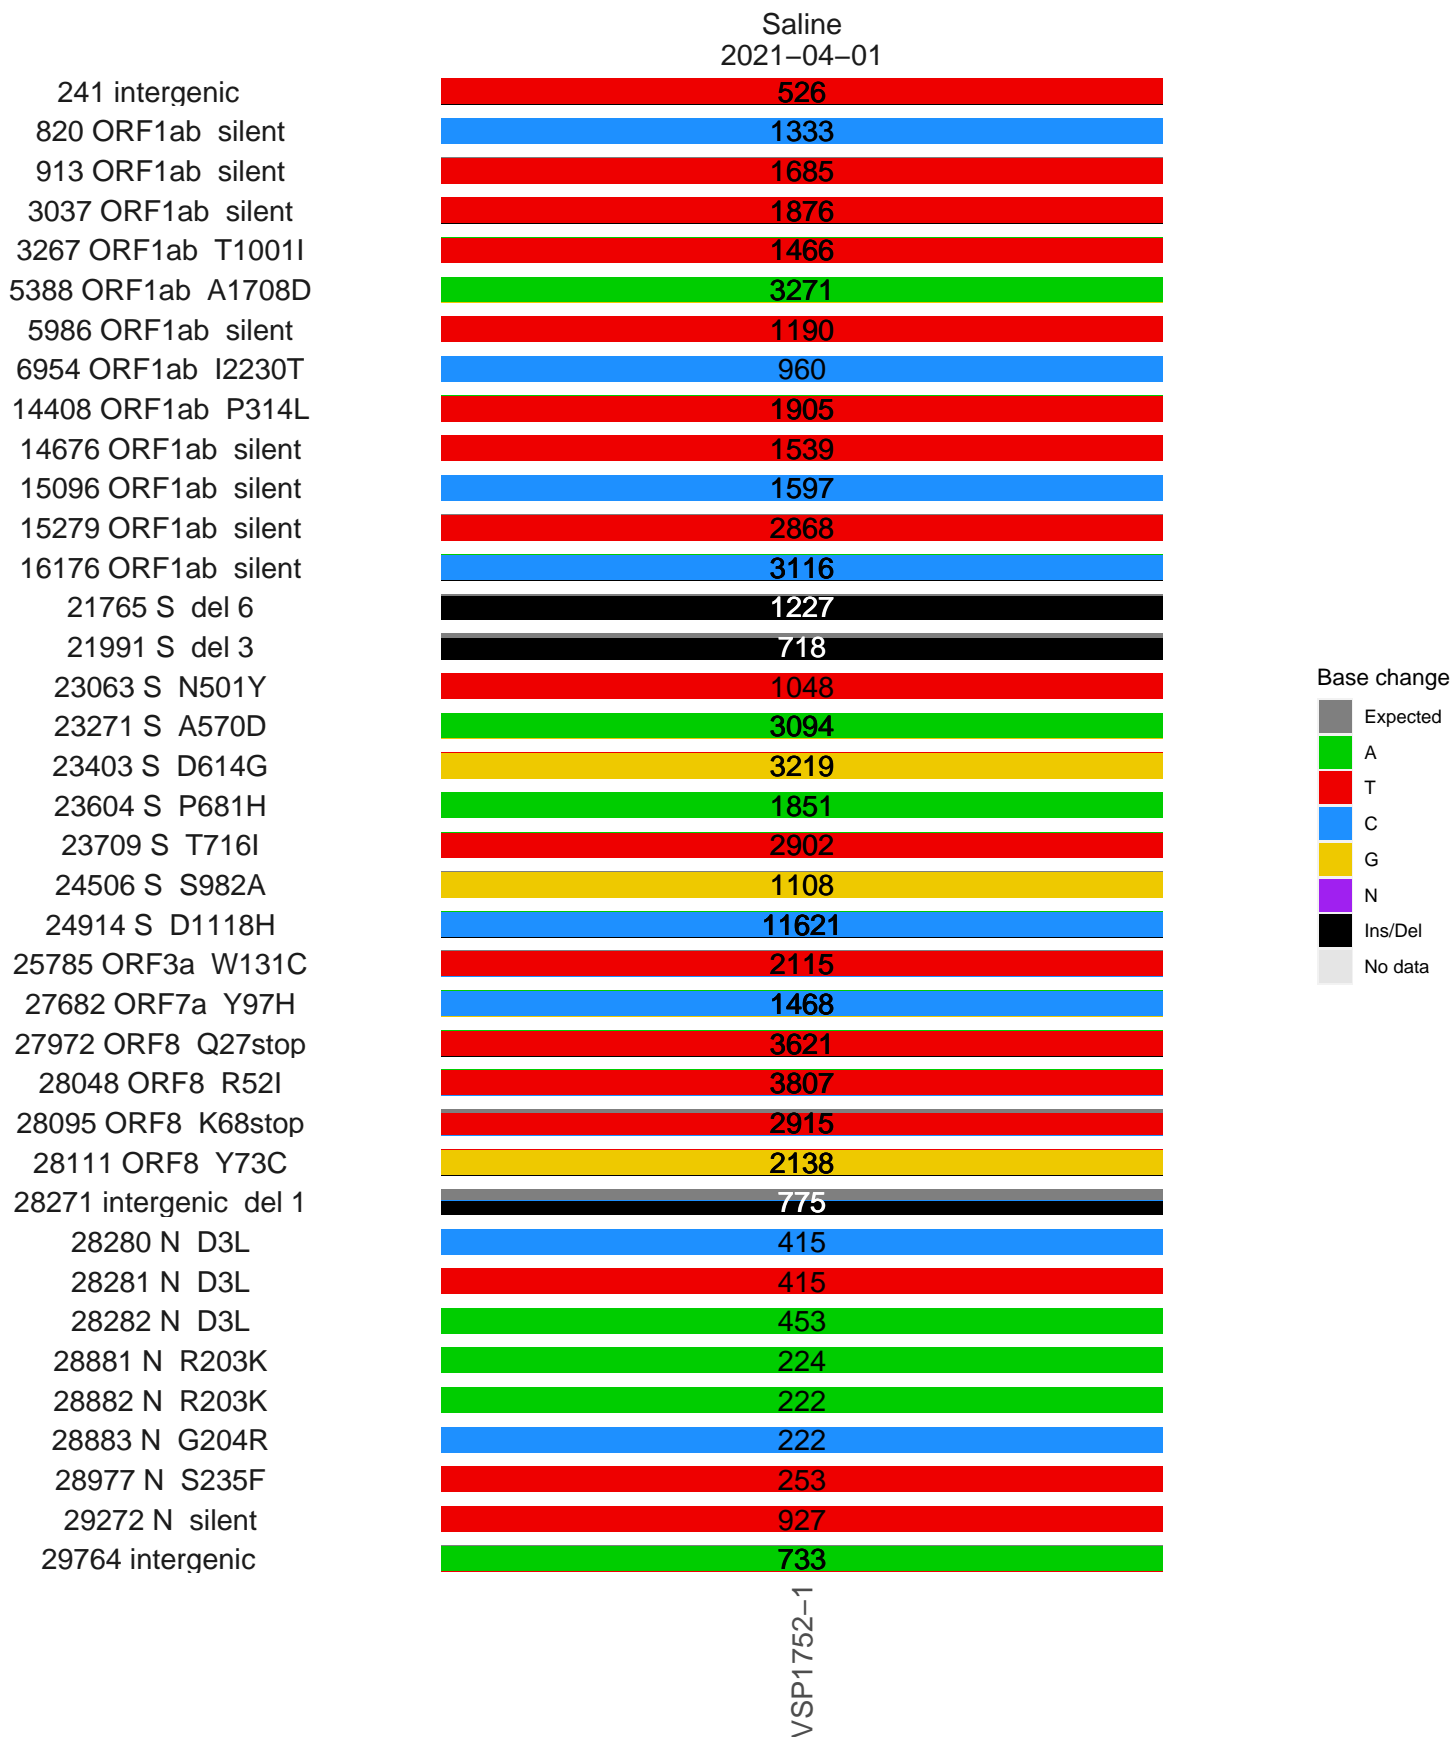 Saline
2021−04−01
241 intergenic 526
820 ORF1ab silent 1333
913 ORF1ab silent 1685
3037 ORF1ab silent 1876
3267 ORF1ab T1001I 1466
5388 ORF1ab A1708D 3271
5986 ORF1ab silent 1190
6954 ORF1ab I2230T 960
14408 ORF1ab P314L 1905
14676 ORF1ab silent 1539
15096 ORF1ab silent 1597
15279 ORF1ab silent 2868
16176 ORF1ab silent 3116
21765 S del 6 1227
21991 S del 3 718
23063 S N501Y 1048
23271 S A570D 3094
23403 S D614G 3219
23604 S P681H 1851
23709 S T716I 2902
24506 S S982A 1108
24914 S D1118H 11621
25785 ORF3a W131C 2115
27682 ORF7a Y97H 1468
27972 ORF8 Q27stop 3621
28048 ORF8 R52I 3807
28095 ORF8 K68stop 2915
28111 ORF8 Y73C 2138
28271 intergenic del 1 775
28280 N D3L 415
28281 N D3L 415
28282 N D3L 453
28881 N R203K 224
28882 N R203K 222
28883 N G204R 222
28977 N S235F 253
29272 N silent 927
29764 intergenic 733
VSP1752−1
Base change
Expected
A
T
C
G
N
Ins/Del
No data